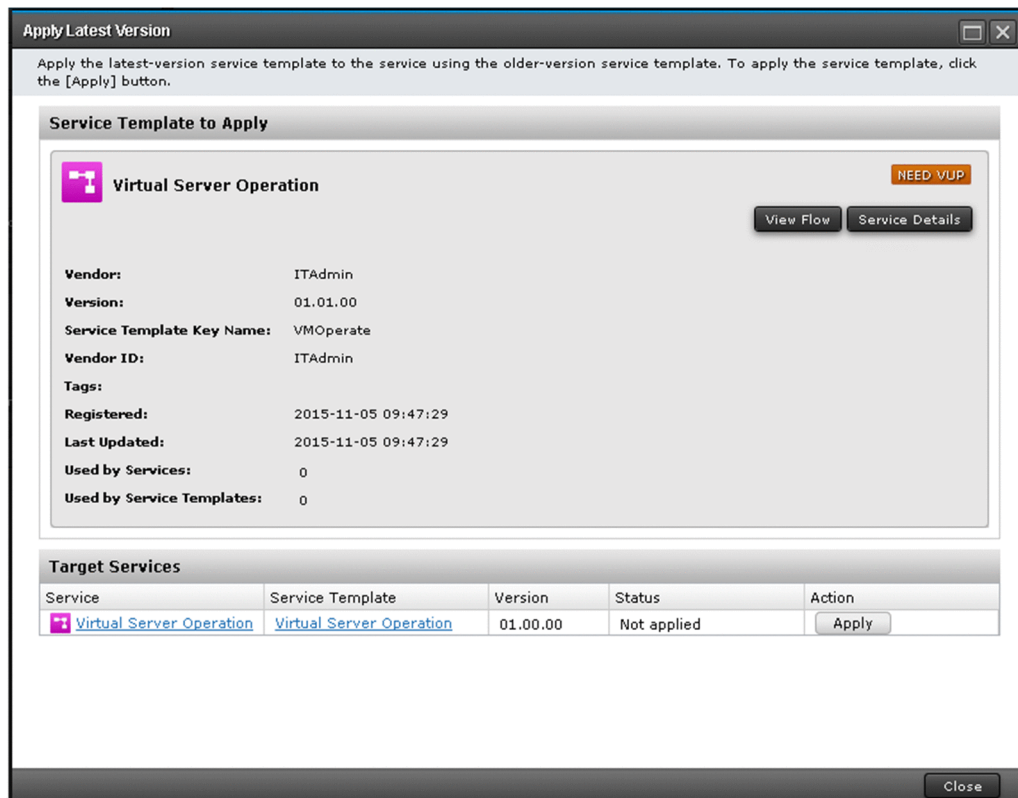 Apply Latest Version
Apply the latest-version service template to the service using the older-version service template. To apply the service template, click
the [Apply] button.
Service Template to Apply
Virtual Server Operation
NEED VUP
View Flow Service Details
Vendor: ITAdmin
Version: 01.01.00
Service Template Key Name: VMOperate
Vendor ID: ITAdmin
Tags:
Registered: 2015-11-05 09:47:29
Last Updated: 2015-11-05 09:47:29
Used by Services: 0
Used by Service Templates: 0
Target Services
Service Service Template Version Status Action
Virtual Server Operation Virtual Server Operation 01.00.00 Not applied Apply
Close